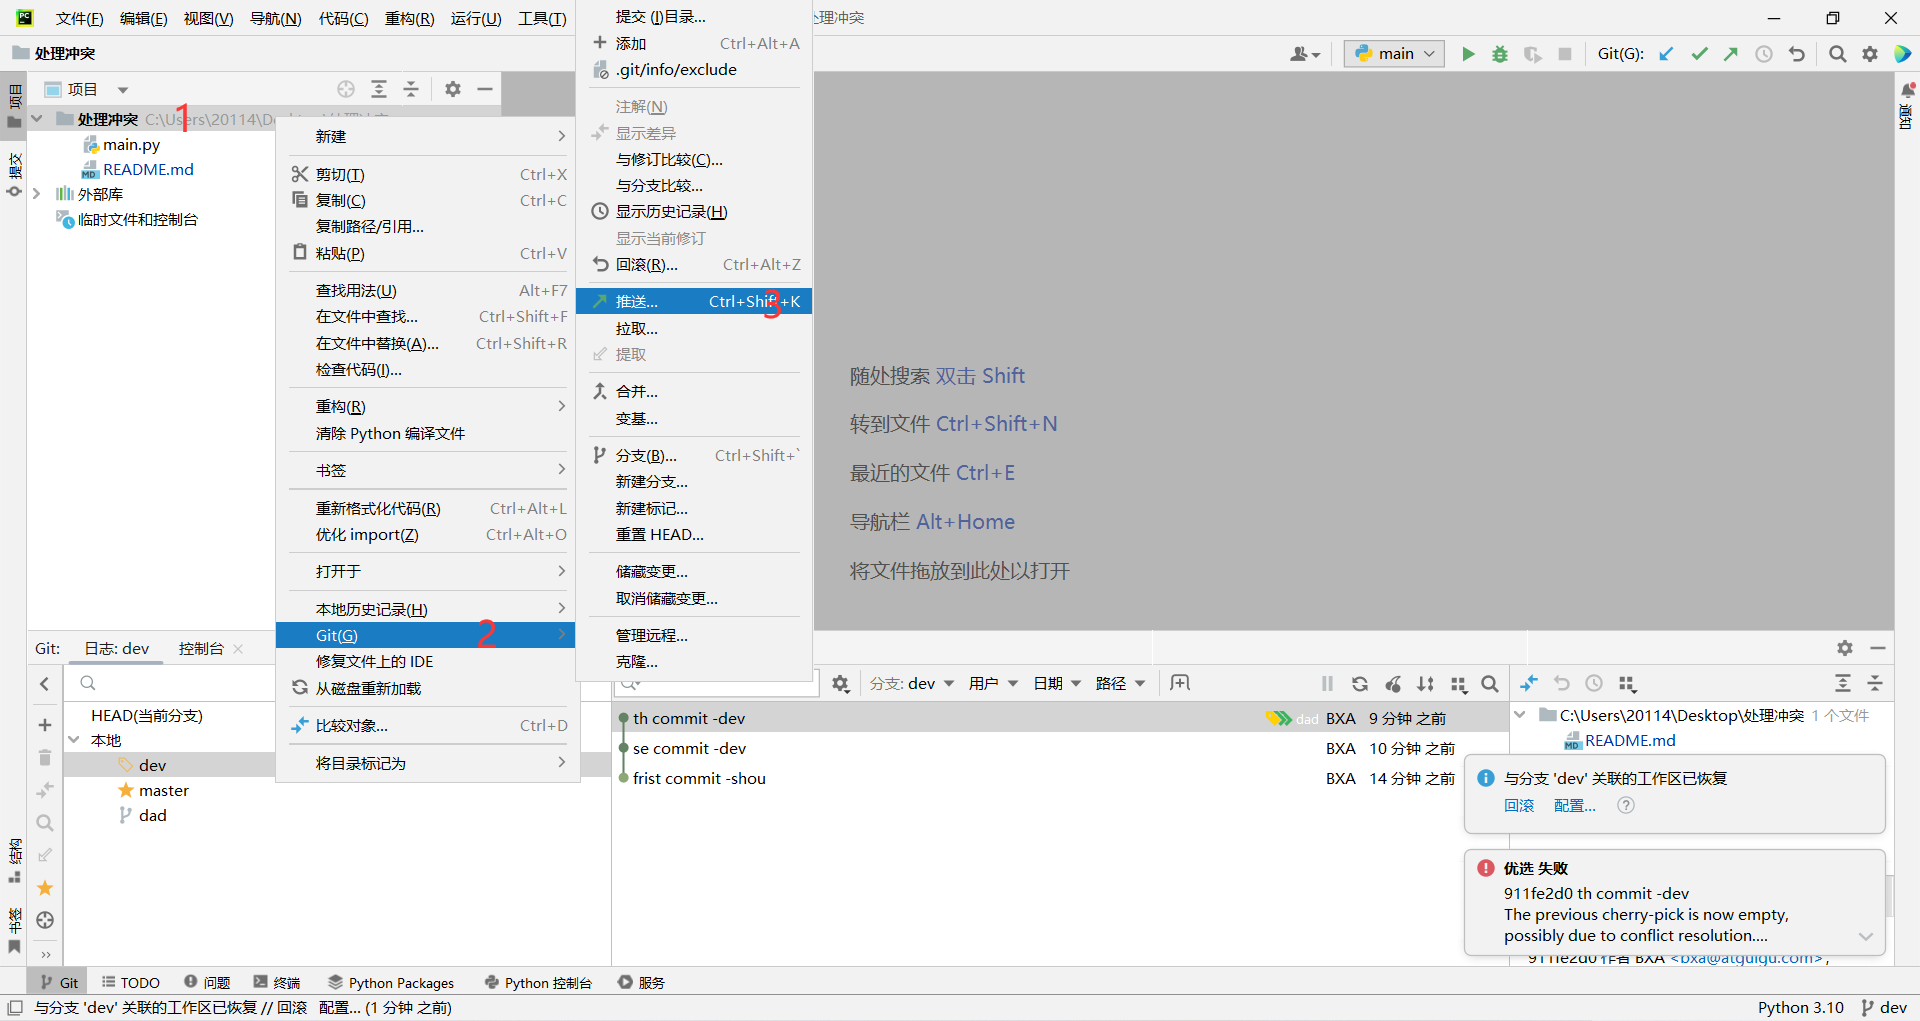 文件(F) 编辑(E) 视图(V) 导航(N) 代码(C) 重构(R) 运行(U) 工具(T) 处理冲突
处理冲突
main
Git(G):
项目
处理冲突 C:\Users\20114\De
main.py
README.md
外部库
临时文件和控制台
1
项目
提交
结构
书签
通知
新建
剪切(T) Ctrl+X
复制(C) Ctrl+C
复制路径/引用...
粘贴(P) Ctrl+V
查找用法(U) Alt+F7
在文件中查找... Ctrl+Shift+F
在文件中替换(A)... Ctrl+Shift+R
检查代码(I)...
重构(R)
清除 Python 编译文件
书签
重新格式化代码(R) Ctrl+Alt+L
优化 import(Z) Ctrl+Alt+O
打开于
本地历史记录(H)
Git(G) 2
修复文件上的 IDE
从磁盘重新加载
比较对象... Ctrl+D
将目录标记为
提交 (I)目录...
添加 Ctrl+Alt+A
.git/info/exclude
注解(N)
显示差异
与修订比较(C)...
与分支比较...
显示历史记录(H)
显示当前修订
回滚(R)... Ctrl+Alt+Z
推送... Ctrl+Shift+K 3
拉取...
提取
合并...
变基...
分支(B)... Ctrl+Shift+`
新建分支...
新建标记...
重置 HEAD...
储藏变更...
取消储藏变更...
管理远程...
克隆...
随处搜索 双击 Shift
转到文件 Ctrl+Shift+N
最近的文件 Ctrl+E
导航栏 Alt+Home
将文件拖放到此处以打开
Git: 日志: dev 控制台
HEAD(当前分支)
本地
dev
master
dad
分支: dev 用户 日期 路径
th commit -dev dad BXA 9 分钟 之前
se commit -dev BXA 10 分钟 之前
frist commit -shou BXA 14 分钟 之前
C:\Users\20114\Desktop\处理冲突 1 个文件
README.md
与分支 'dev' 关联的工作区已恢复
回滚 配置...
优选 失败
911fe2d0 th commit -dev
The previous cherry-pick is now empty,
possibly due to conflict resolution....
911fe2d0 作者 BXA <bxa@atguigu.com>,
Git TODO 问题 终端 Python Packages Python 控制台 服务
与分支 'dev' 关联的工作区已恢复 // 回滚 配置... (1 分钟 之前)
Python 3.10 dev